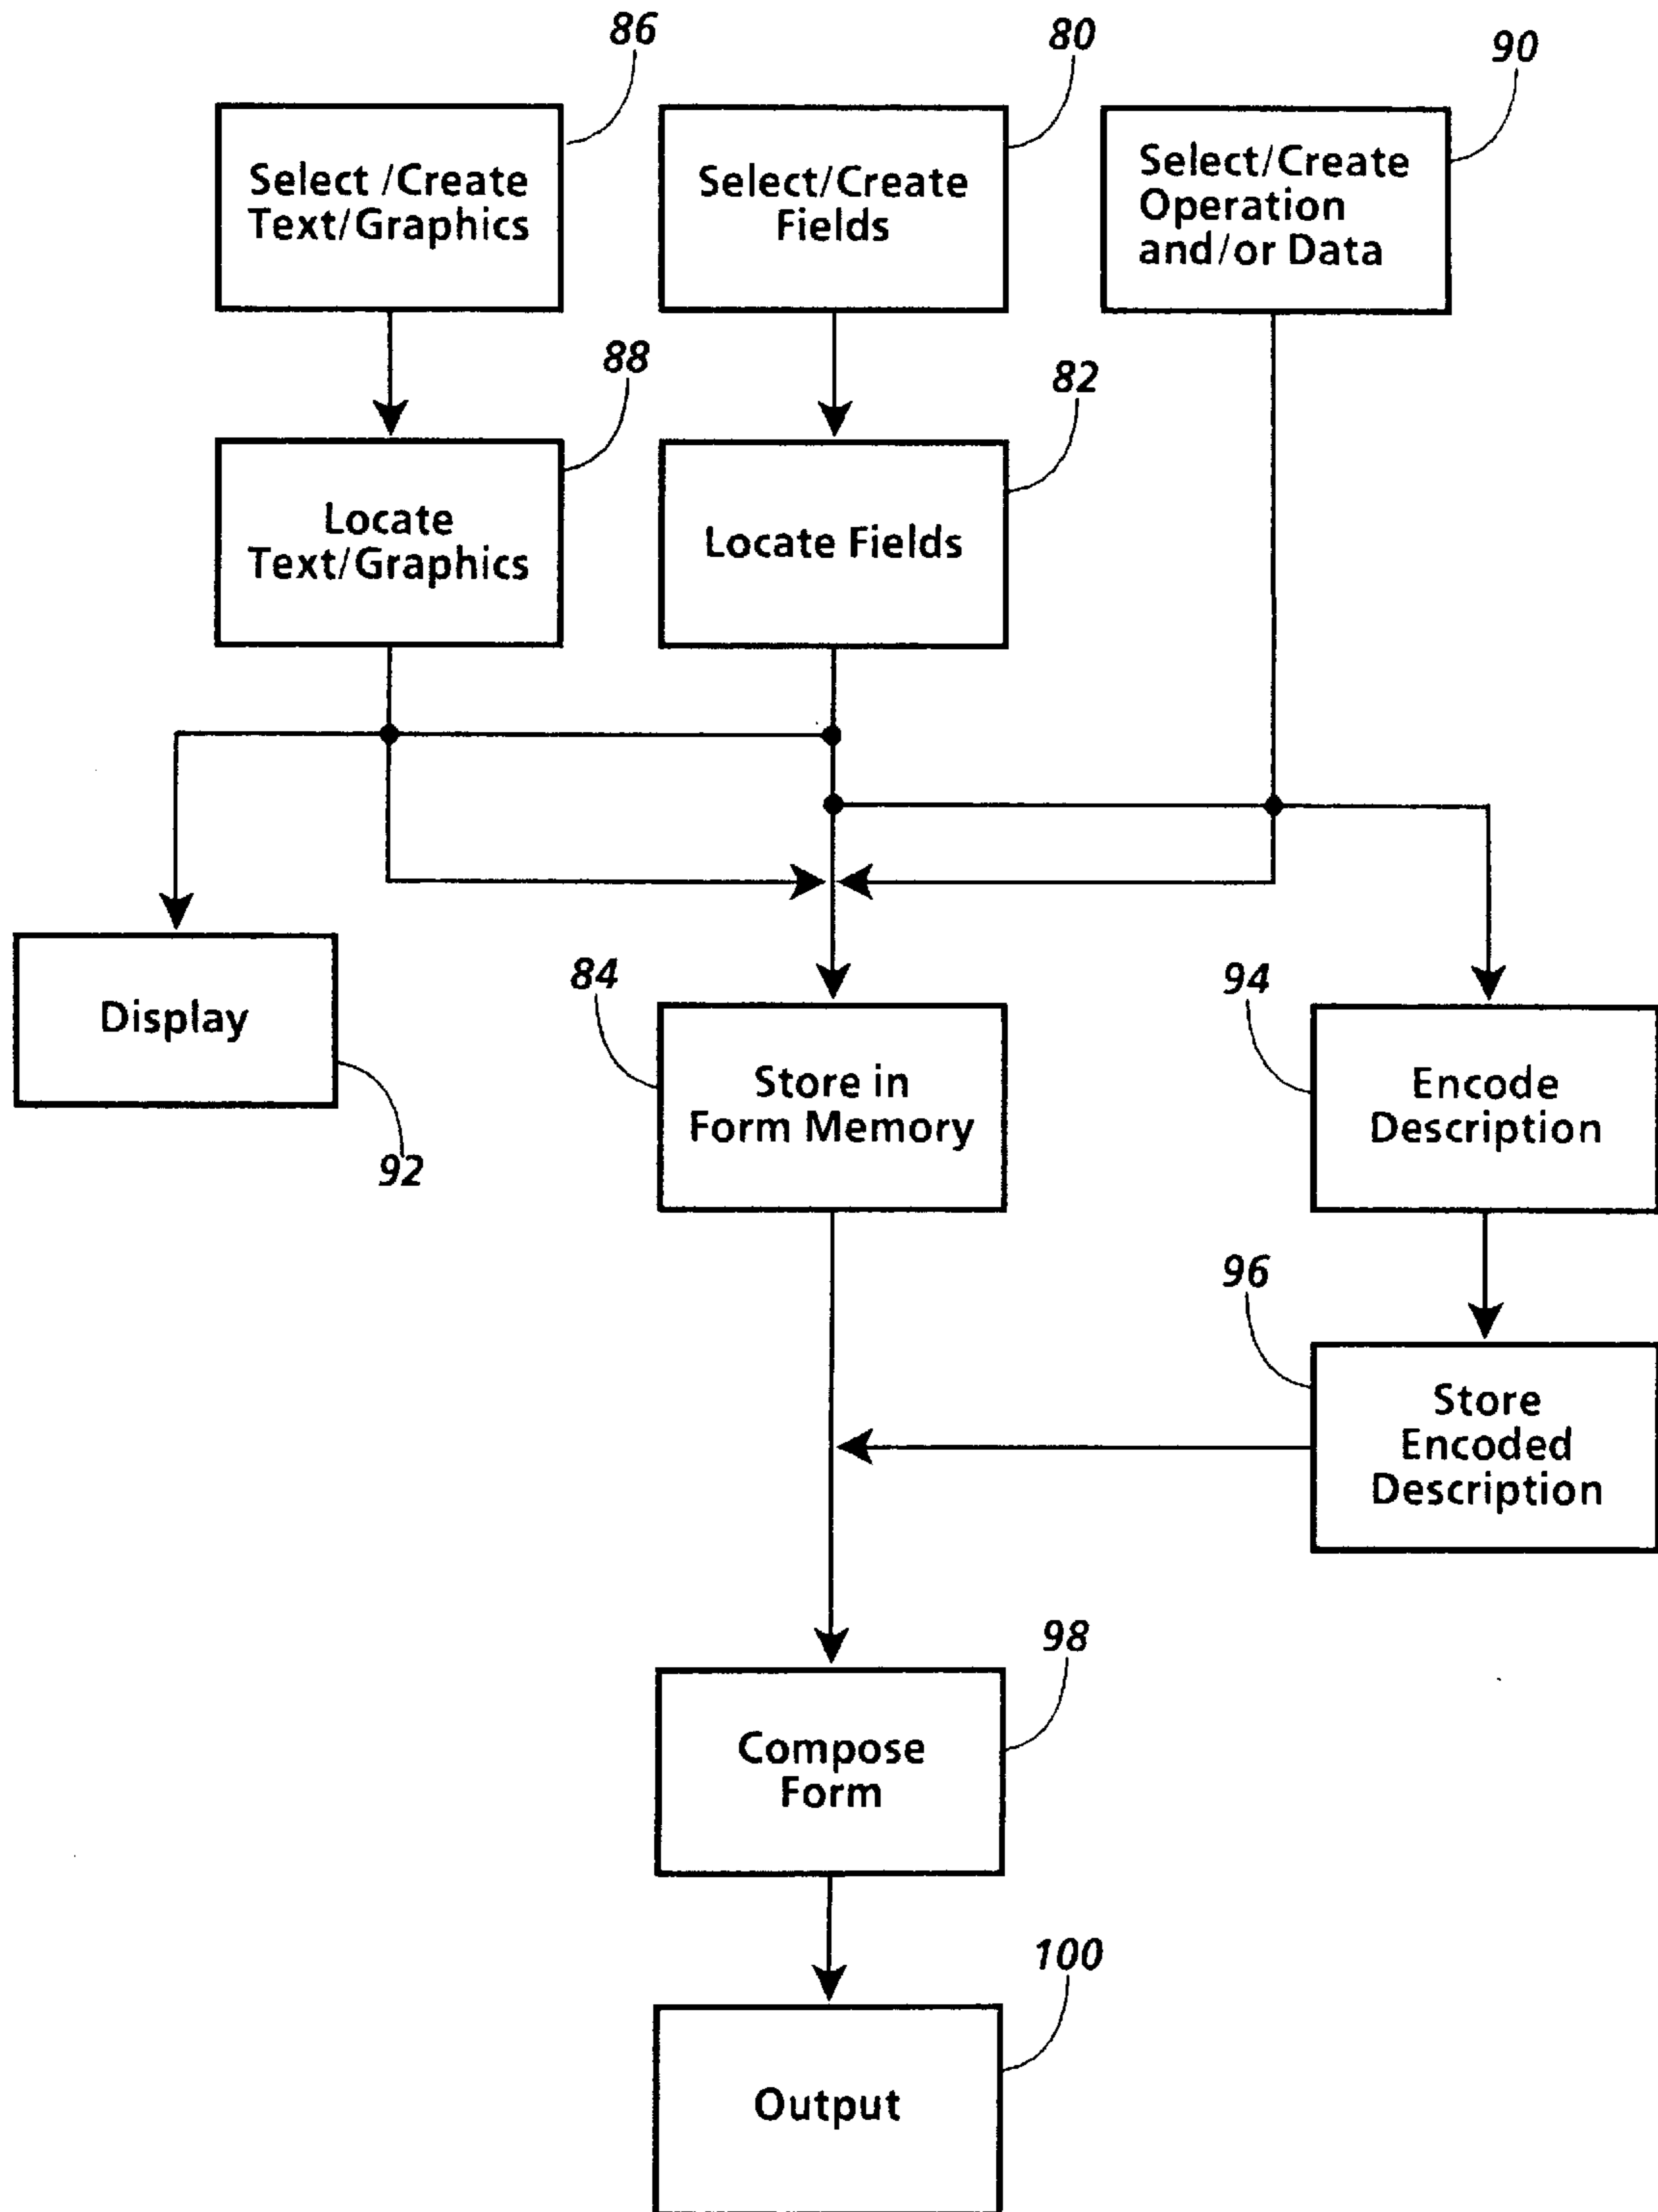 86
80
90
Select /Create
Text/Graphics
Select/Create
Fields
Select/Create
Operation
and/or Data
88
82
Locate
Text/Graphics
Locate Fields
Display
92
84
Store in
Form Memory
94
Encode
Description
96
Store
Encoded
Description
98
Compose
Form
100
Output